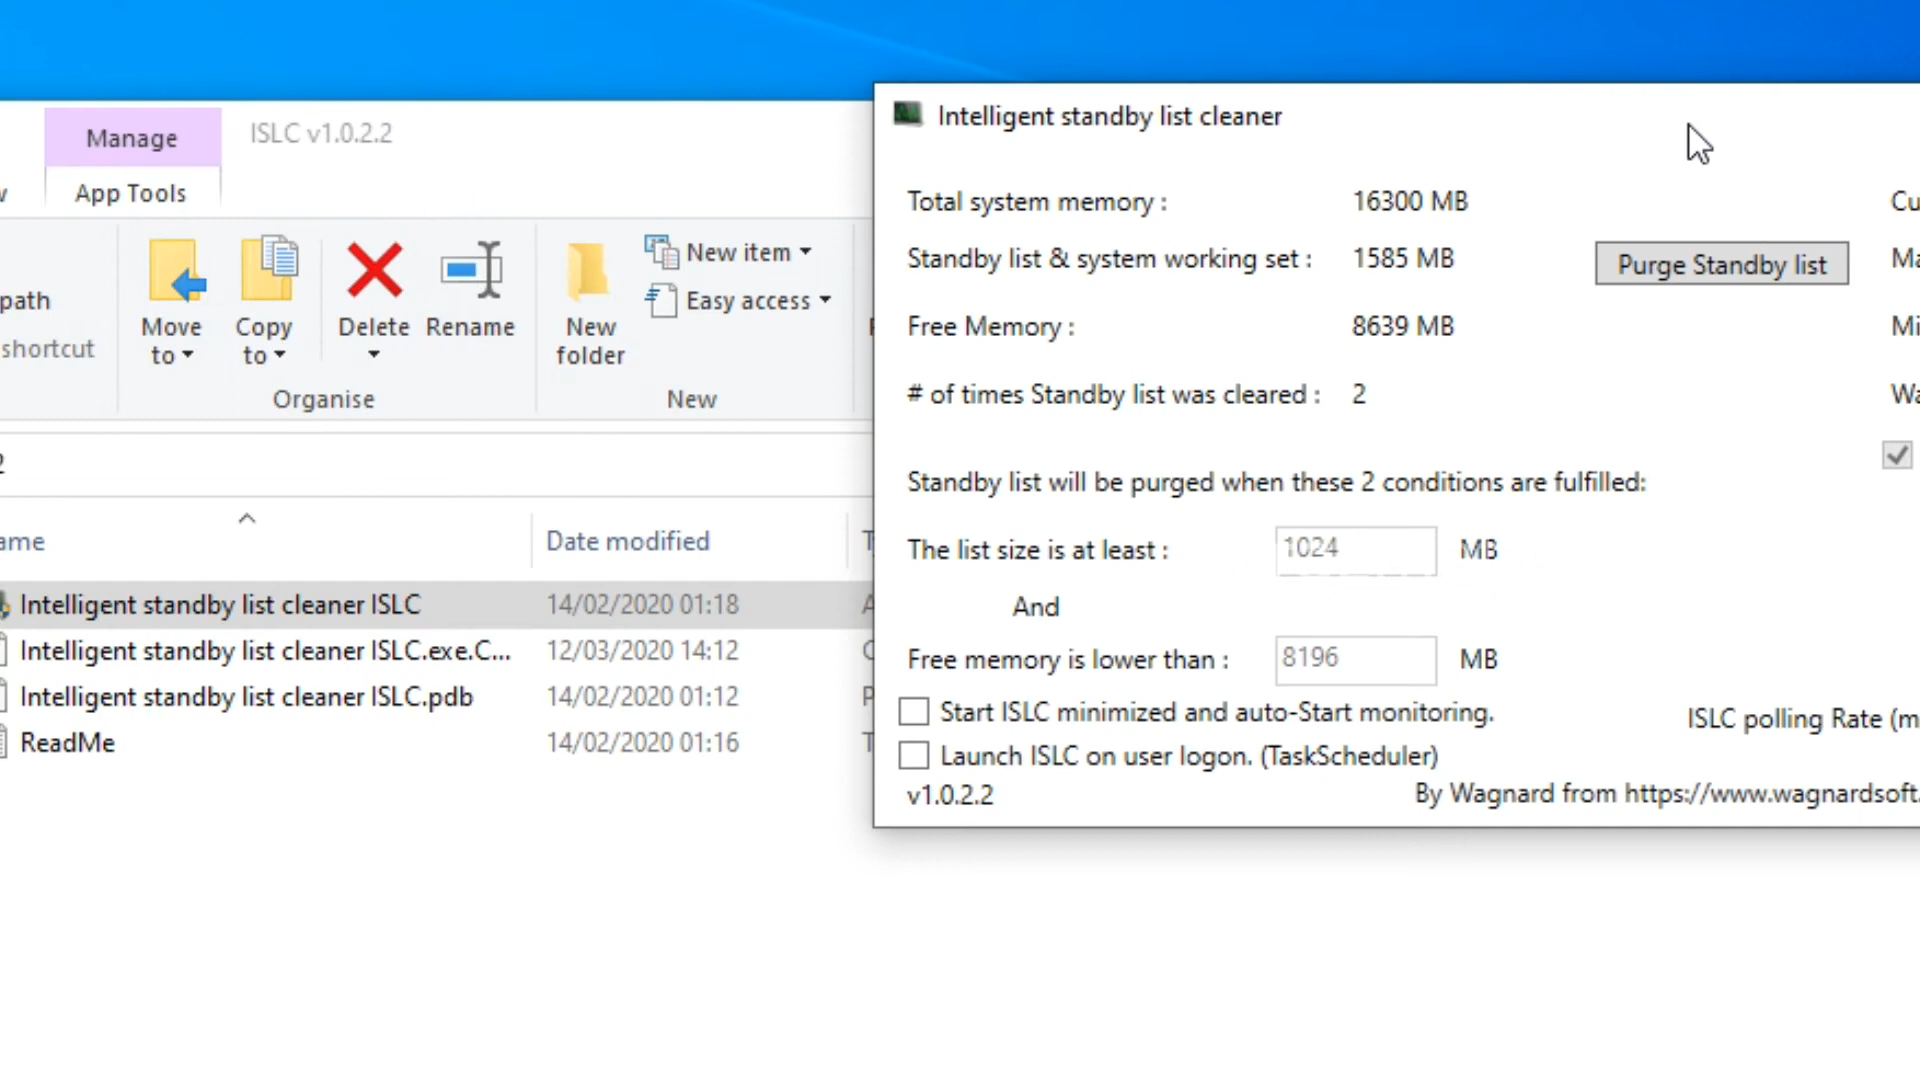 Manage
ISLC v1.0.2.2
App Tools
path
shortcut
Move to
Copy to
Delete
Rename
New folder
New item
Easy access
Organise
New
2
ame
Date modified
Intelligent standby list cleaner ISLC
14/02/2020 01:18
Intelligent standby list cleaner ISLC.exe.C...
12/03/2020 14:12
Intelligent standby list cleaner ISLC.pdb
14/02/2020 01:12
ReadMe
14/02/2020 01:16
Intelligent standby list cleaner
Total system memory : 16300 MB
Cu
Standby list & system working set : 1585 MB
Purge Standby list
Ma
Free Memory : 8639 MB
Mi
# of times Standby list was cleared : 2
Wa
Standby list will be purged when these 2 conditions are fulfilled:
The list size is at least : 1024 MB
And
Free memory is lower than : 8196 MB
Start ISLC minimized and auto-Start monitoring.
ISLC polling Rate (m
Launch ISLC on user logon. (TaskScheduler)
v1.0.2.2
By Wagnard from https://www.wagnardsoft.